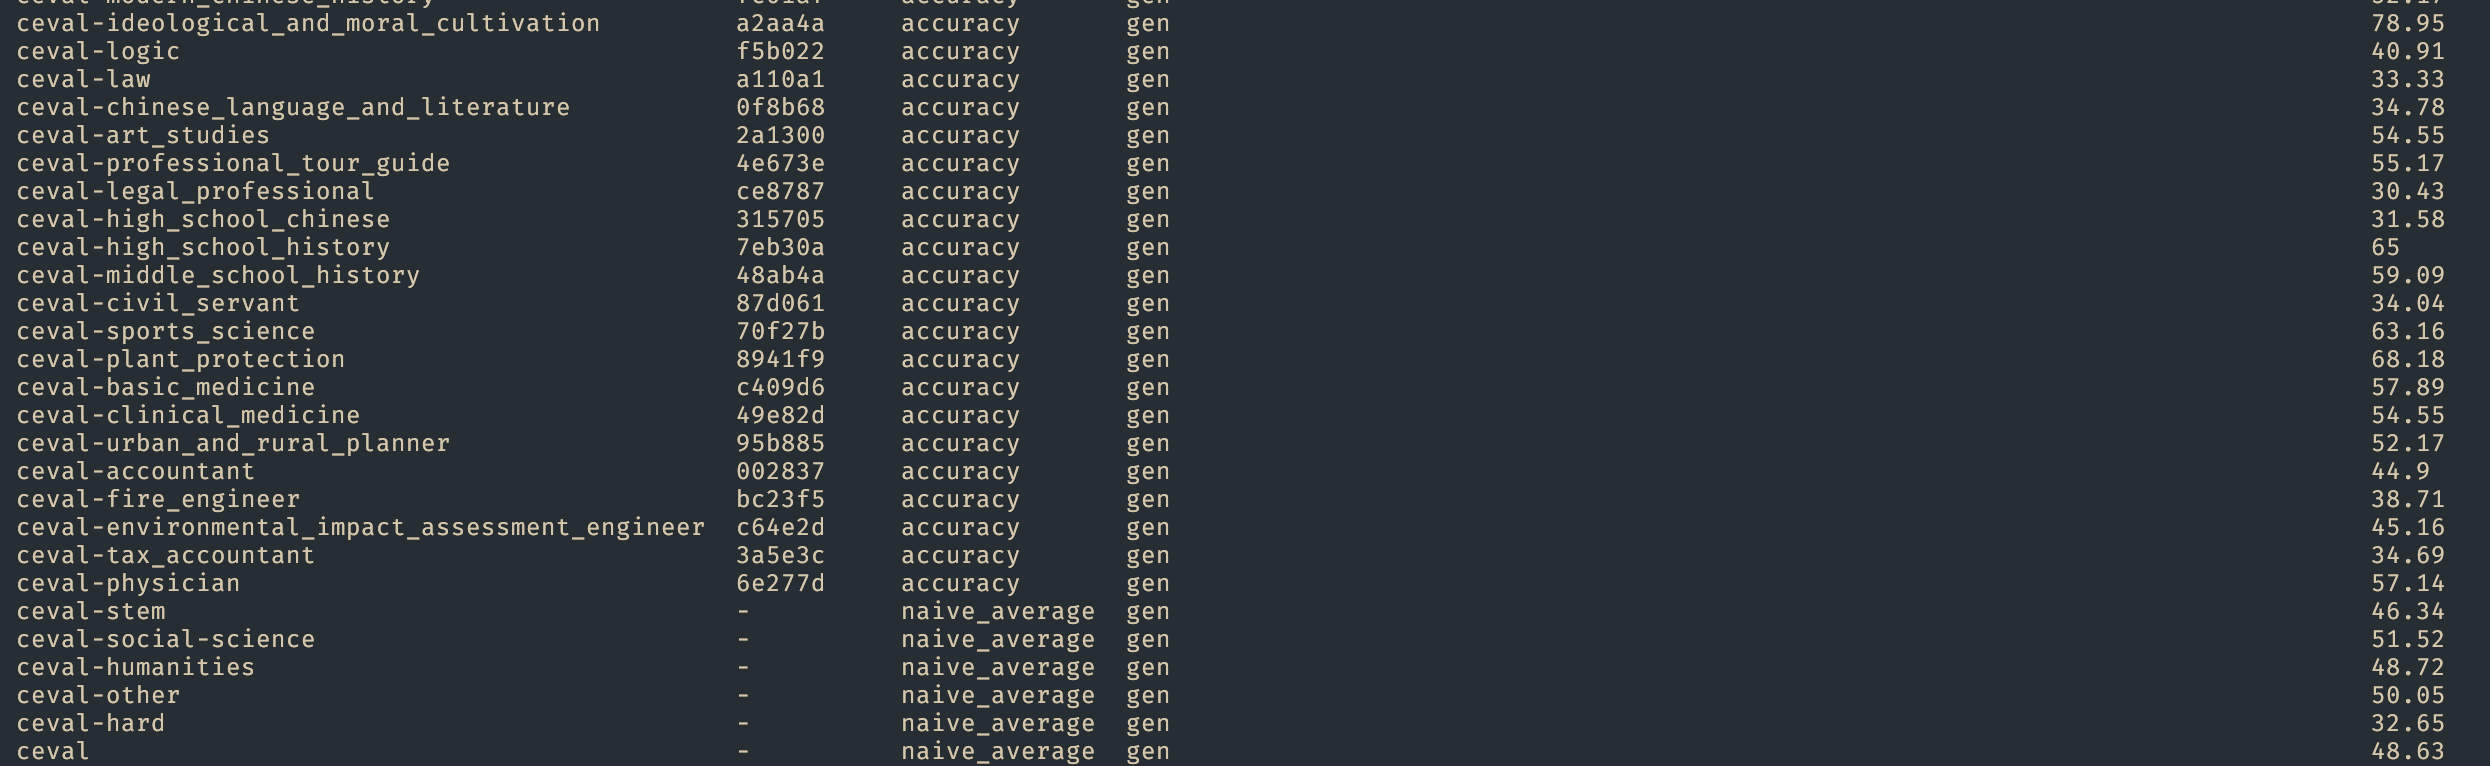 ceval-ideological_and_moral_cultivation a2aa4a accuracy gen 78.95
ceval-logic f5b022 accuracy gen 40.91
ceval-law a110a1 accuracy gen 33.33
ceval-chinese_language_and_literature 0f8b68 accuracy gen 34.78
ceval-art_studies 2a1300 accuracy gen 54.55
ceval-professional_tour_guide 4e673e accuracy gen 55.17
ceval-legal_professional ce8787 accuracy gen 30.43
ceval-high_school_chinese 315705 accuracy gen 31.58
ceval-high_school_history 7eb30a accuracy gen 65
ceval-middle_school_history 48ab4a accuracy gen 59.09
ceval-civil_servant 87d061 accuracy gen 34.04
ceval-sports_science 70f27b accuracy gen 63.16
ceval-plant_protection 8941f9 accuracy gen 68.18
ceval-basic_medicine c409d6 accuracy gen 57.89
ceval-clinical_medicine 49e82d accuracy gen 54.55
ceval-urban_and_rural_planner 95b885 accuracy gen 52.17
ceval-accountant 002837 accuracy gen 44.9
ceval-fire_engineer bc23f5 accuracy gen 38.71
ceval-environmental_impact_assessment_engineer c64e2d accuracy gen 45.16
ceval-tax_accountant 3a5e3c accuracy gen 34.69
ceval-physician 6e277d accuracy gen 57.14
ceval-stem - naive_average gen 46.34
ceval-social-science - naive_average gen 51.52
ceval-humanities - naive_average gen 48.72
ceval-other - naive_average gen 50.05
ceval-hard - naive_average gen 32.65
ceval - naive_average gen 48.63